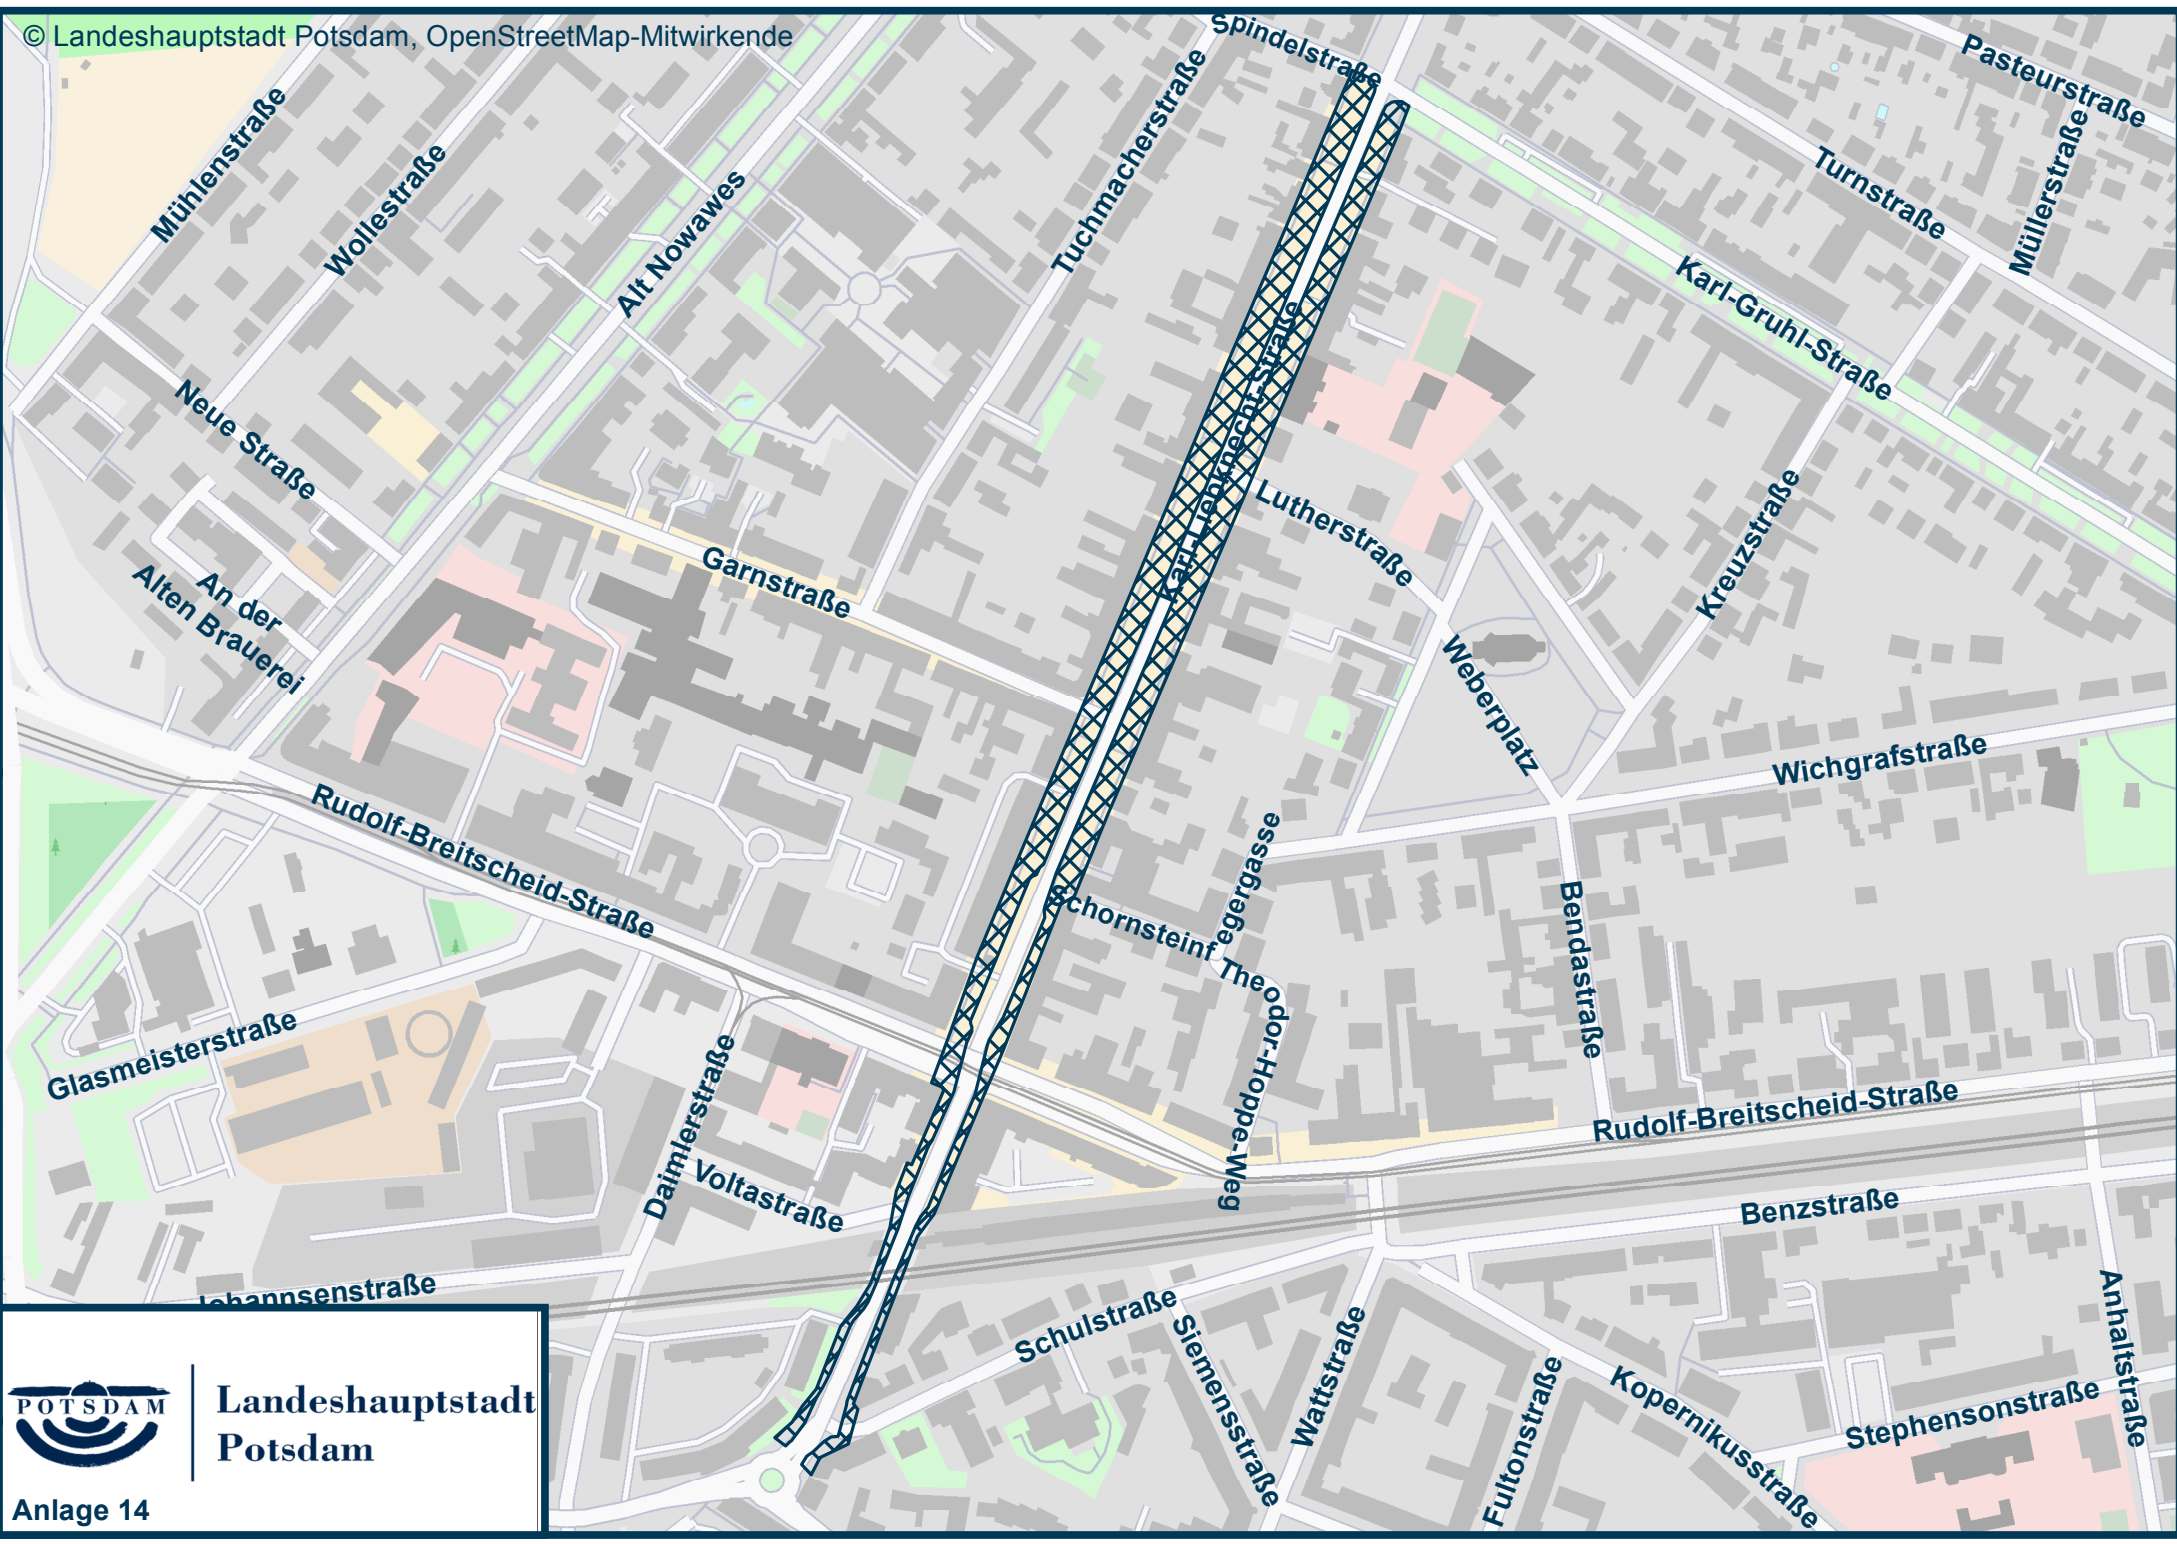 © Landeshauptstadt Potsdam, OpenStreetMap-Mitwirkende
Spindelstraße
Pasteurstraße
Mühlenstraße
Wollestraße
Alt Nowawes
Tuchmacherstraße
Turnstraße
Müllerstraße
Karl-Gruhl-Straße
Karl-Liebknecht-Straße
Neue Straße
Lutherstraße
Kreuzstraße
An der
Alten Brauerei
Garnstraße
Weberplatz
Wichgrafstraße
Rudolf-Breitscheid-Straße
Schornsteinf
egergasse
Theodor-Hoppe-Weg
Bendastraße
Glasmeisterstraße
Daimlerstraße
Voltastraße
Rudolf-Breitscheid-Straße
Benzstraße
Johannsenstraße
Schulstraße
Siemensstraße
Wattstraße
Fultonstraße
Kopernikusstraße
Anhaltstraße
Stephensonstraße
POTSDAM
Landeshauptstadt
Potsdam
Anlage 14